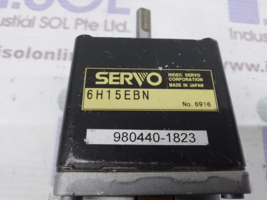 SERVO
NIDEC SERVO
CORPORATION
MADE IN JAPAN
6H15EBN
No. 6916
980440-1823